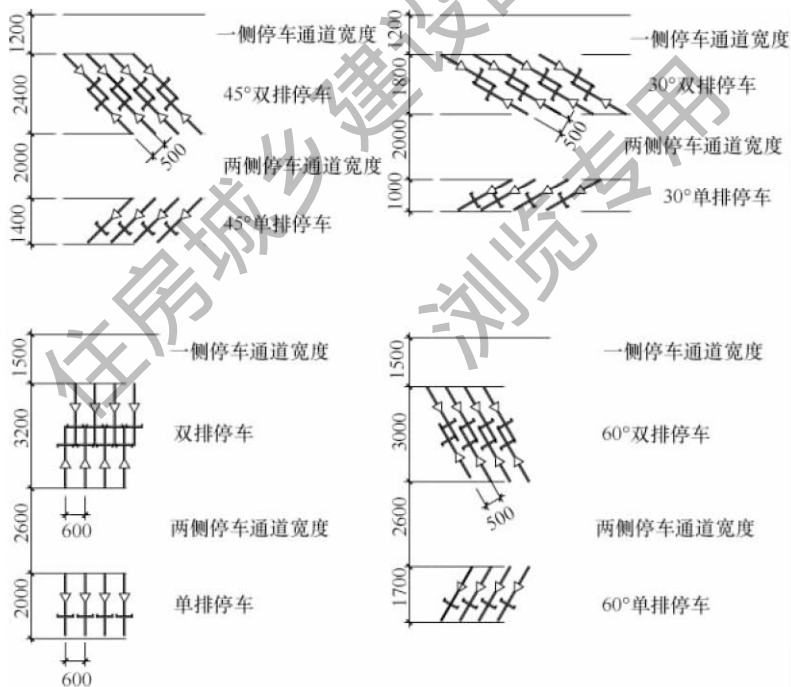 1200
一侧停车通道宽度
2400
45°双排停车
500
2000
两侧停车通道宽度
1400
45°单排停车
1200
一侧停车通道宽度
1800
30°双排停车
500
2000
两侧停车通道宽度
1000
30°单排停车
1500
一侧停车通道宽度
3200
双排停车
600
2600
两侧停车通道宽度
2000
单排停车
600
1500
一侧停车通道宽度
3000
60°双排停车
500
2600
两侧停车通道宽度
1700
60°单排停车
住房城乡建设
浏览专用